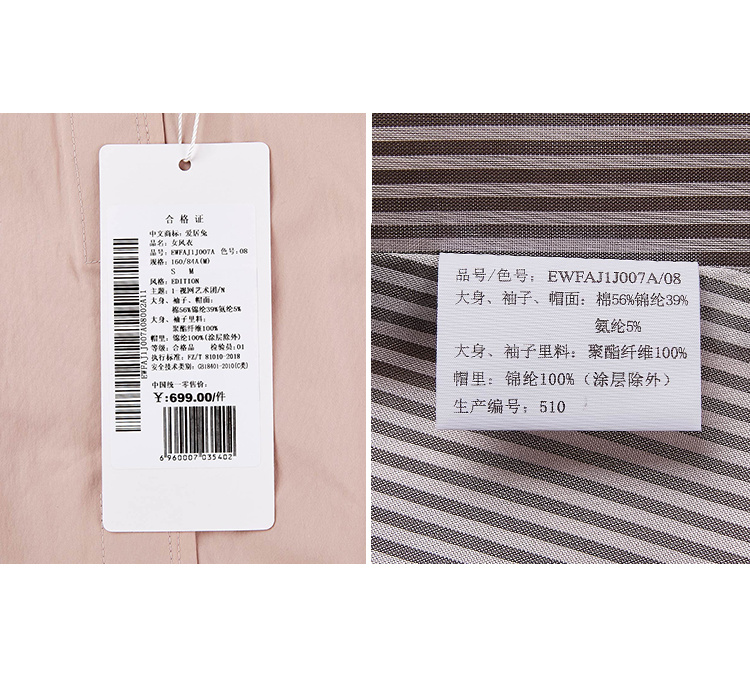 合格证
中文商标：爱居兔
品名：女风衣
品号：EWFAJ1J007A 色号：08
规格：160/84A(M)
S M
风格：EDITION
主题：1-视网艺术团/N
大身、袖子、帽面：
棉56%锦纶39%氨纶5%
大身、袖子里料：
聚酯纤维100%
帽里：锦纶100%(涂层除外)
等级：合格品 检验员：01
执行标准：FZ/T 81010-2018
安全技术类别：GB18401-2010(C类)
中国统一零售价：
¥:699.00/件
6960007035402
EWFAJ1J007A08002A11
品号/色号：EWFAJ1J007A/08
大身、袖子、帽面：棉56%锦纶39%
氨纶5%
大身、袖子里料：聚酯纤维100%
帽里：锦纶100%（涂层除外）
生产编号：510